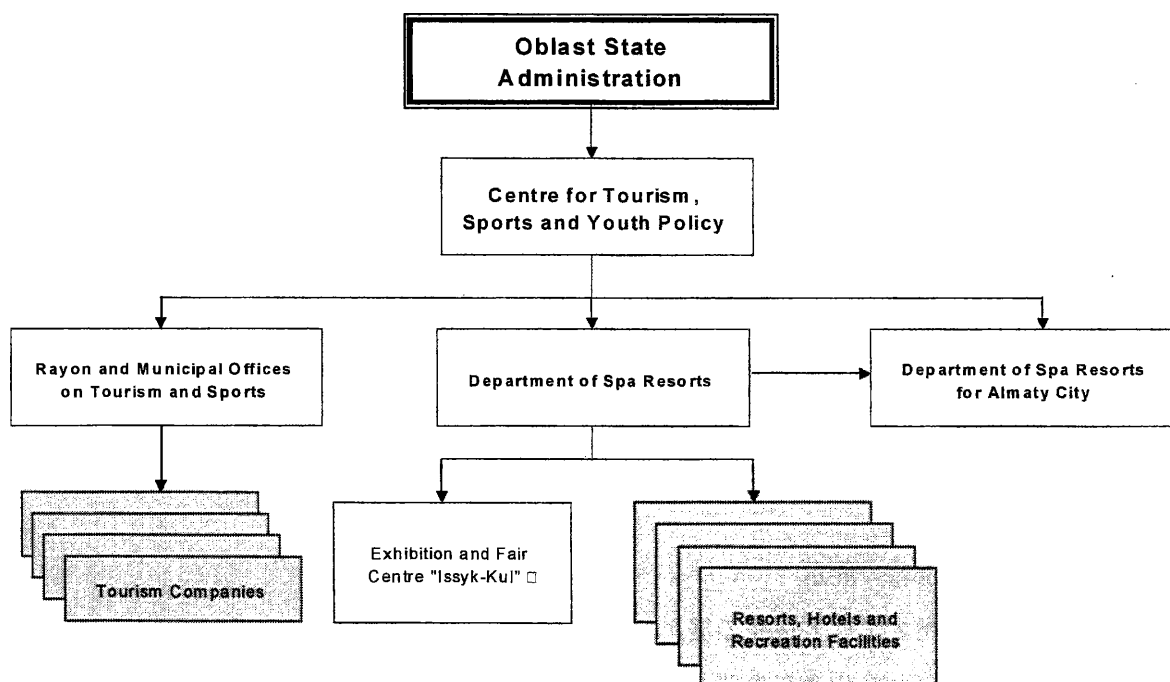 Oblast State
Administration
Centre for Tourism,
Sports and Youth Policy
Rayon and Municipal Offices
on Tourism and Sports
Department of Spa Resorts
Department of Spa Resorts
for Almaty City
Tourism Companies
Exhibition and Fair
Centre "Issyk-Kul" □
Resorts, Hotels and
Recreation Facilities